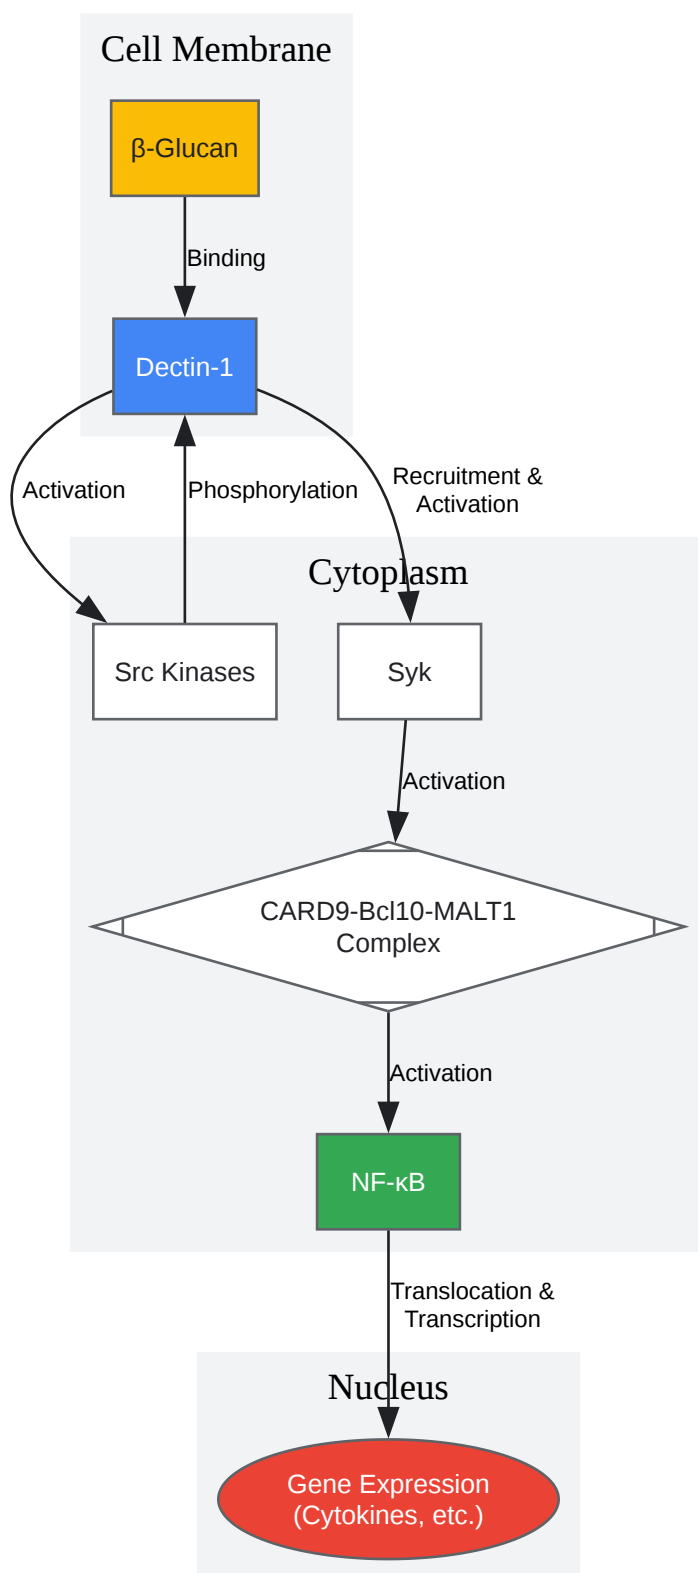 Cell Membrane
β-Glucan
Binding
Dectin-1
Activation
Phosphorylation
Recruitment &
Activation
Cytoplasm
Src Kinases
Syk
Activation
CARD9-Bcl10-MALT1
Complex
Activation
NF-κB
Translocation &
Transcription
Nucleus
Gene Expression
(Cytokines, etc.)